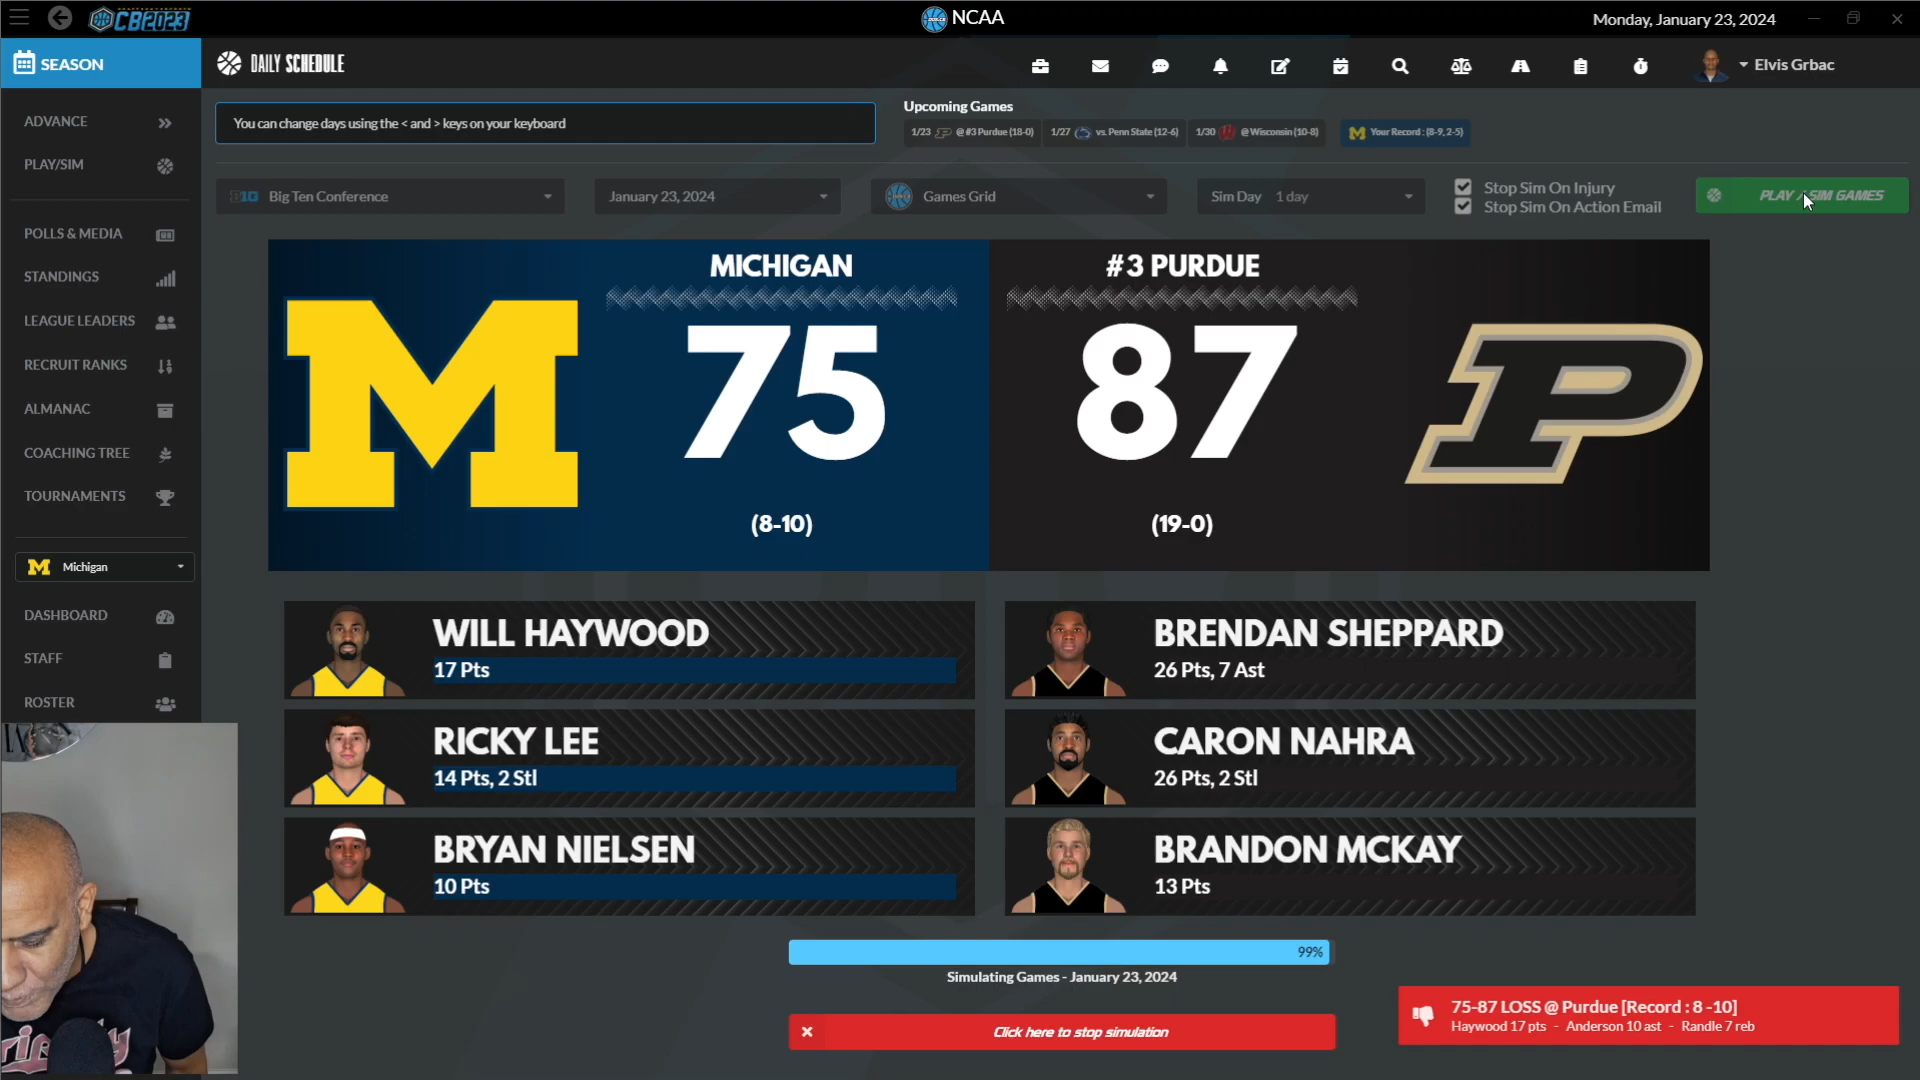 CB2023
NCAA
Monday, January 23, 2024
SEASON
DAILY SCHEDULE
Elvis Grbac
You can change days using the < and > keys on your keyboard
Upcoming Games
1/23 @ #3 Purdue (18-0)
1/27 vs. Penn State (12-6)
1/30 @ Wisconsin (10-8)
Your Record : (8-9, 2-5)
Big Ten Conference
January 23, 2024
Games Grid
Sim Day 1 day
Stop Sim On Injury
Stop Sim On Action Email
PLAY / SIM GAMES
ADVANCE
PLAY/SIM
POLLS & MEDIA
STANDINGS
LEAGUE LEADERS
RECRUIT RANKS
ALMANAC
COACHING TREE
TOURNAMENTS
Michigan
DASHBOARD
STAFF
ROSTER
MICHIGAN
75
(8-10)
#3 PURDUE
87
(19-0)
WILL HAYWOOD
17 Pts
RICKY LEE
14 Pts, 2 Stl
BRYAN NIELSEN
10 Pts
BRENDAN SHEPPARD
26 Pts, 7 Ast
CARON NAHRA
26 Pts, 2 Stl
BRANDON MCKAY
13 Pts
99%
Simulating Games - January 23, 2024
Click here to stop simulation
75-87 LOSS @ Purdue [Record : 8 -10]
Haywood 17 pts - Anderson 10 ast - Randle 7 reb